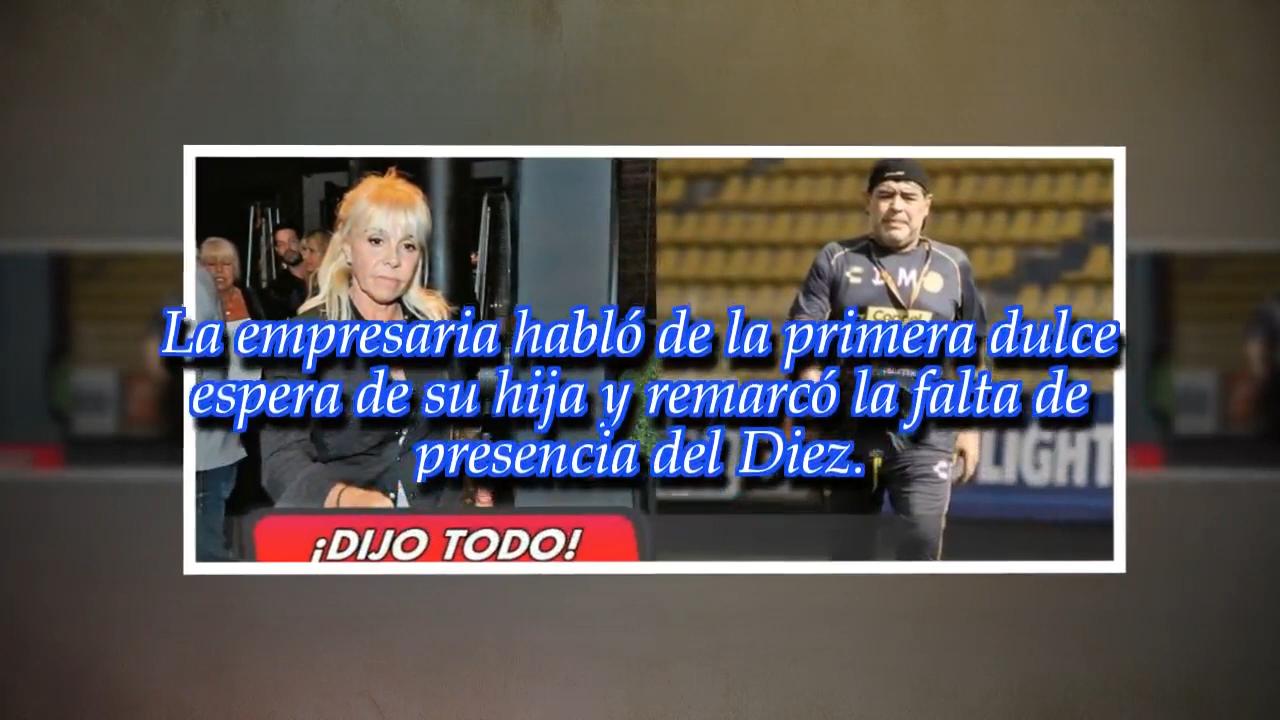 D M
La empresaria habló de la primera dulce
espera de su hija y remarcó la falta de
presencia del Diez.
LIGHT
¡DIJO TODO!